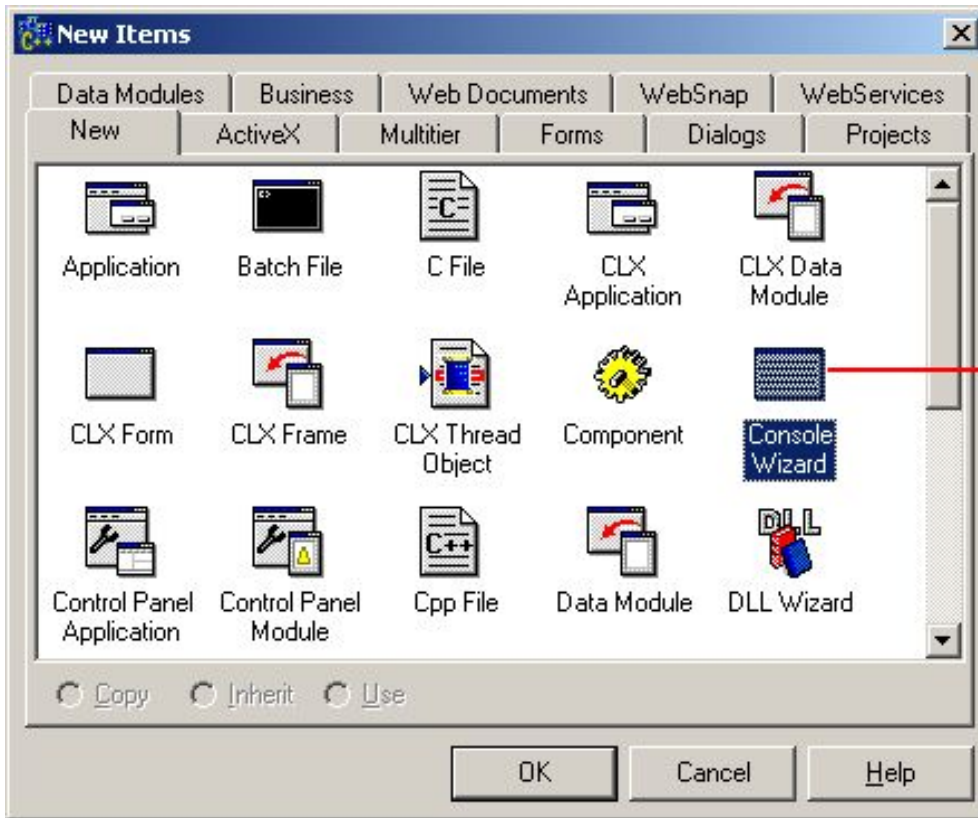 New Items
Data Modules Business Web Documents WebSnap WebServices
New ActiveX Multitier Forms Dialogs Projects
Application Batch File C File CLX Application CLX Data Module
CLX Form CLX Frame CLX Thread Object Component Console Wizard
Control Panel Application Control Panel Module Cpp File Data Module DLL Wizard
Copy Inherit Use
OK Cancel Help